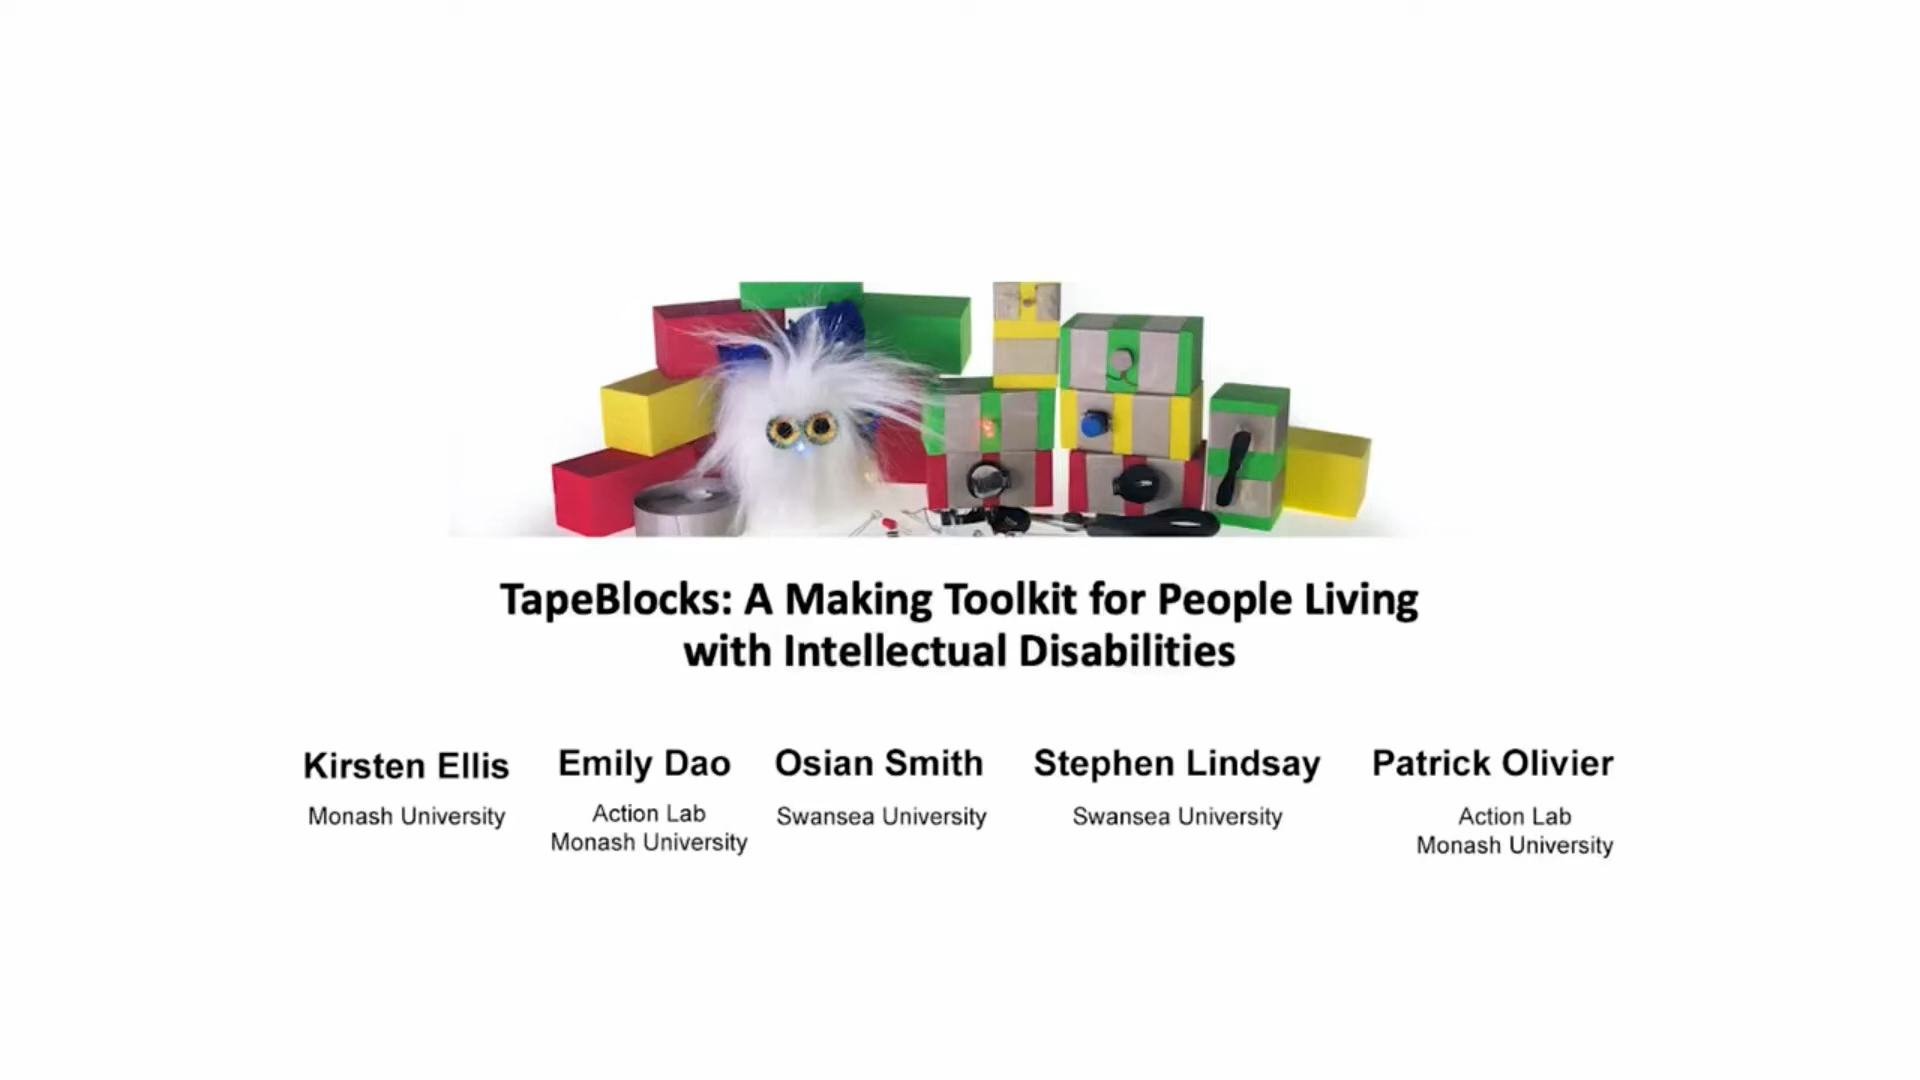 TapeBlocks: A Making Toolkit for People Living
with Intellectual Disabilities
Kirsten Ellis
Monash University
Emily Dao
Action Lab
Monash University
Osian Smith
Swansea University
Stephen Lindsay
Swansea University
Patrick Olivier
Action Lab
Monash University